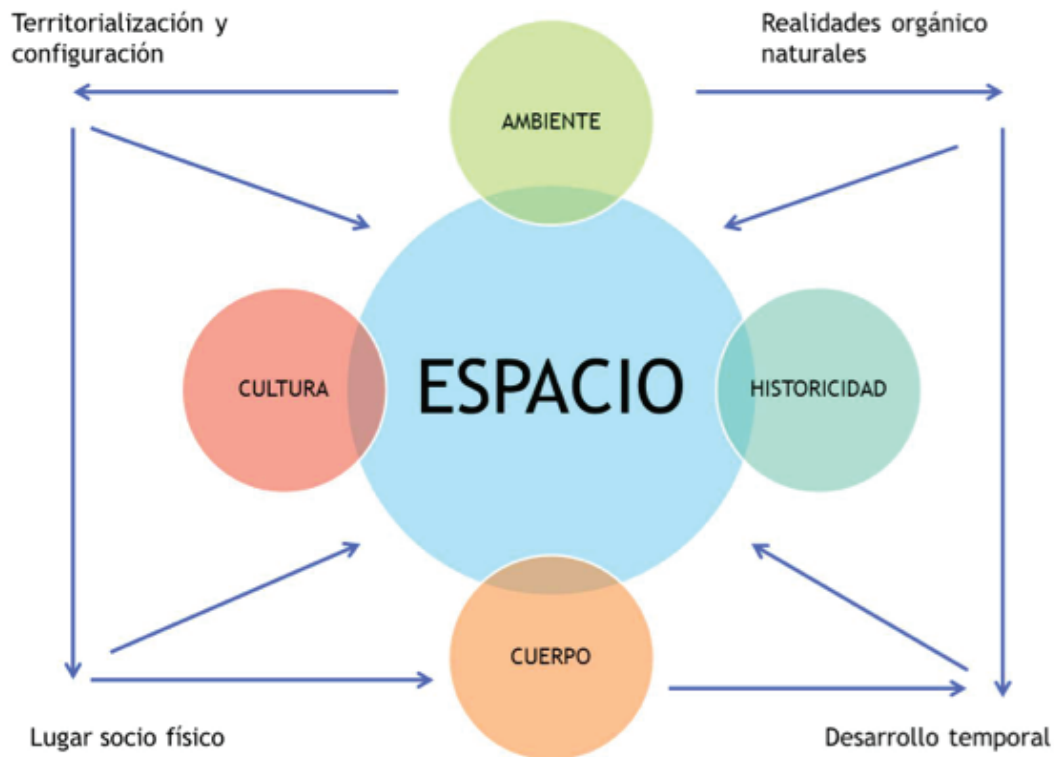 Territorialización y
configuración
Realidades orgánico
naturales
AMBIENTE
CULTURA
ESPACIO
HISTORICIDAD
CUERPO
Lugar socio físico
Desarrollo temporal